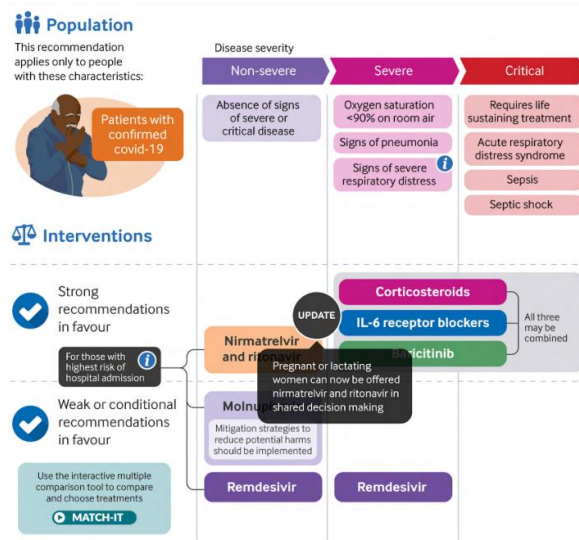 Population
This recommendation
applies only to people
with these characteristics:
Patients with
confirmed
covid-19
Disease severity
Non-severe
Severe
Critical
Absence of signs
of severe or
critical disease
Oxygen saturation
<90% on room air
Signs of pneumonia
Signs of severe
respiratory distress
i
Requires life
sustaining treatment
Acute respiratory
distress syndrome
Sepsis
Septic shock
Interventions
Strong
recommendations
in favour
For those with
highest risk of
hospital admission
i
Nirmatrelvir
and ritonavir
UPDATE
Corticosteroids
IL-6 receptor blockers
Baricitinib
All three
may be
combined
Pregnant or lactating
women can now be offered
nirmatrelvir and ritonavir in
shared decision making
Weak or conditional
recommendations
in favour
Mitigation strategies to
reduce potential harms
should be implemented
Use the interactive multiple
comparison tool to compare
and choose treatments
MATCH-IT
Remdesivir
Remdesivir